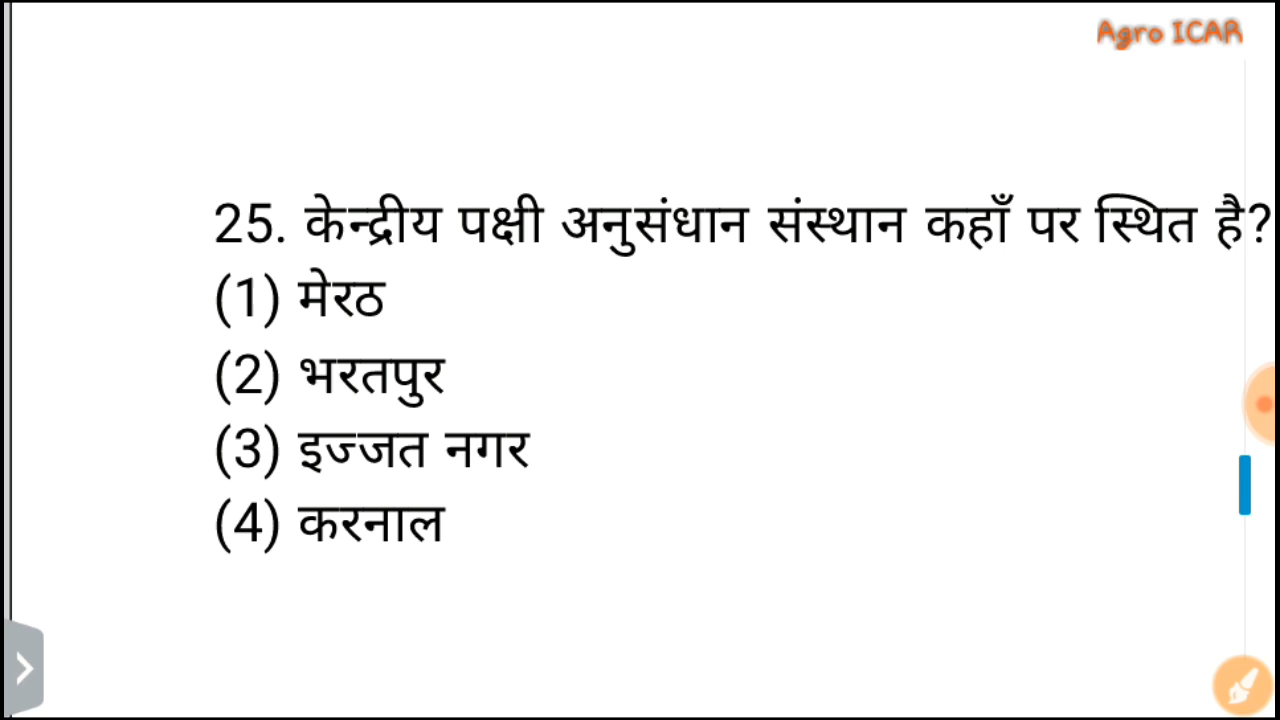 Agro ICAR
25. केन्द्रीय पक्षी अनुसंधान संस्थान कहाँ पर स्थित है?
(1) मेरठ
(2) भरतपुर
(3) इज्जत नगर
(4) करनाल